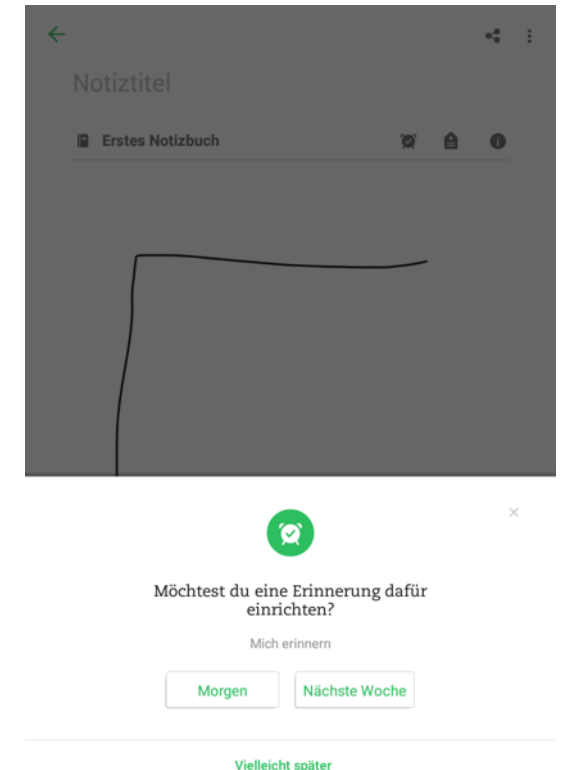 Notiztitel
Erstes Notizbuch
Möchtest du eine Erinnerung dafür
einrichten?
Mich erinnern
Morgen Nächste Woche
Vielleicht später